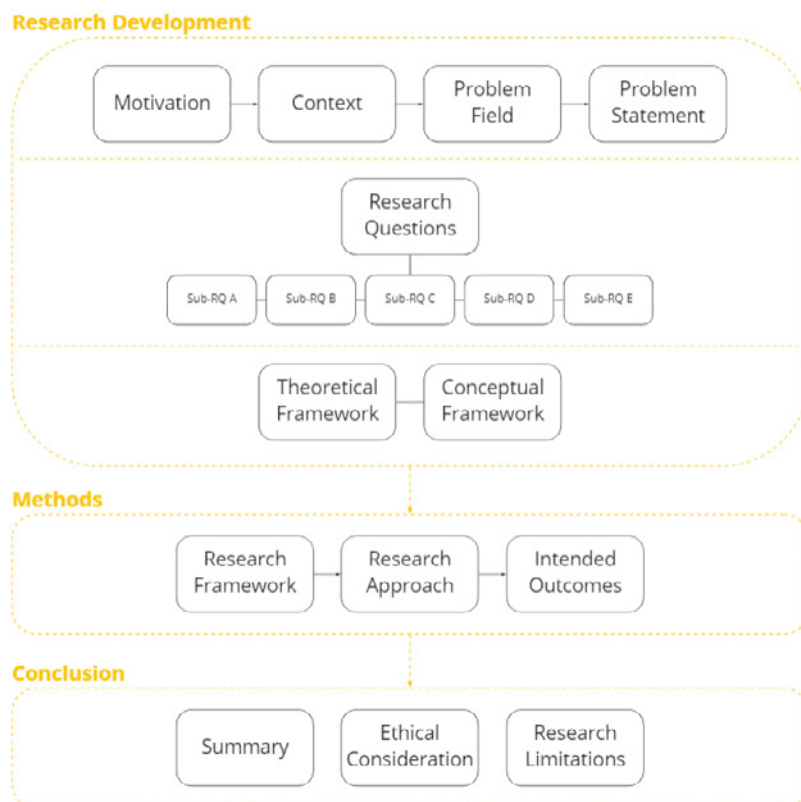 Research Development
Motivation
Context
Problem
Field
Problem
Statement
Research
Questions
Sub-RQ A
Sub-RQ B
Sub-RQ C
Sub-RQ D
Sub-RQ E
Theoretical
Framework
Conceptual
Framework
Methods
Research
Framework
Research
Approach
Intended
Outcomes
Conclusion
Summary
Ethical
Consideration
Research
Limitations